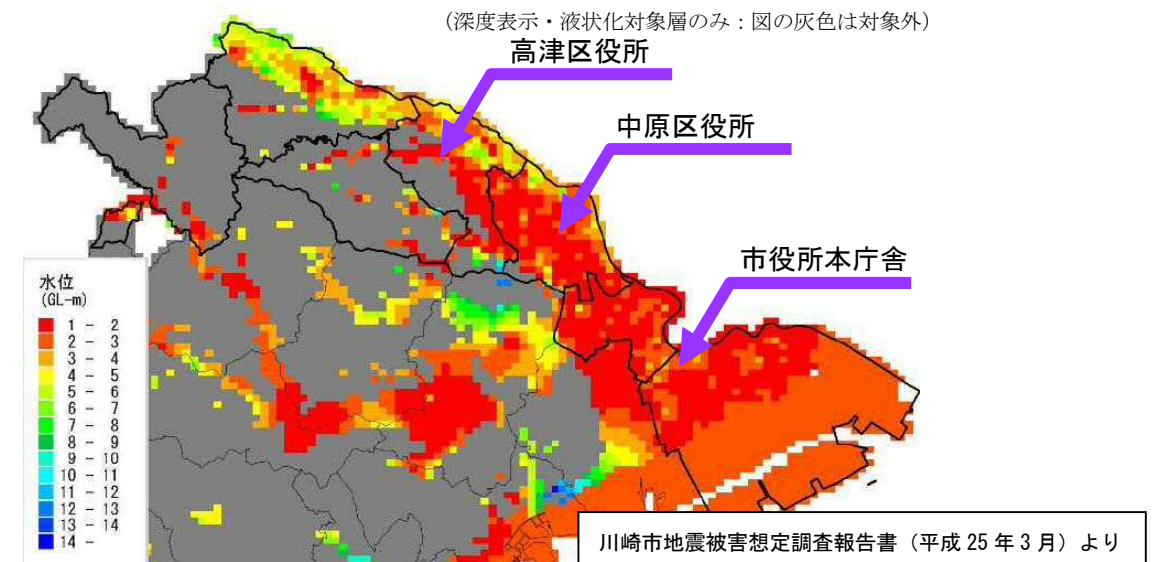 （深度表示・液状化対象層のみ：図の灰色は対象外）
高津区役所
中原区役所
市役所本庁舎
水位
(GL-m)
1 - 2
2 - 3
3 - 4
4 - 5
5 - 6
6 - 7
7 - 8
8 - 9
9 - 10
10 - 11
11 - 12
12 - 13
13 - 14
14 -
川崎市地震被害想定調査報告書（平成 25 年 3 月）より